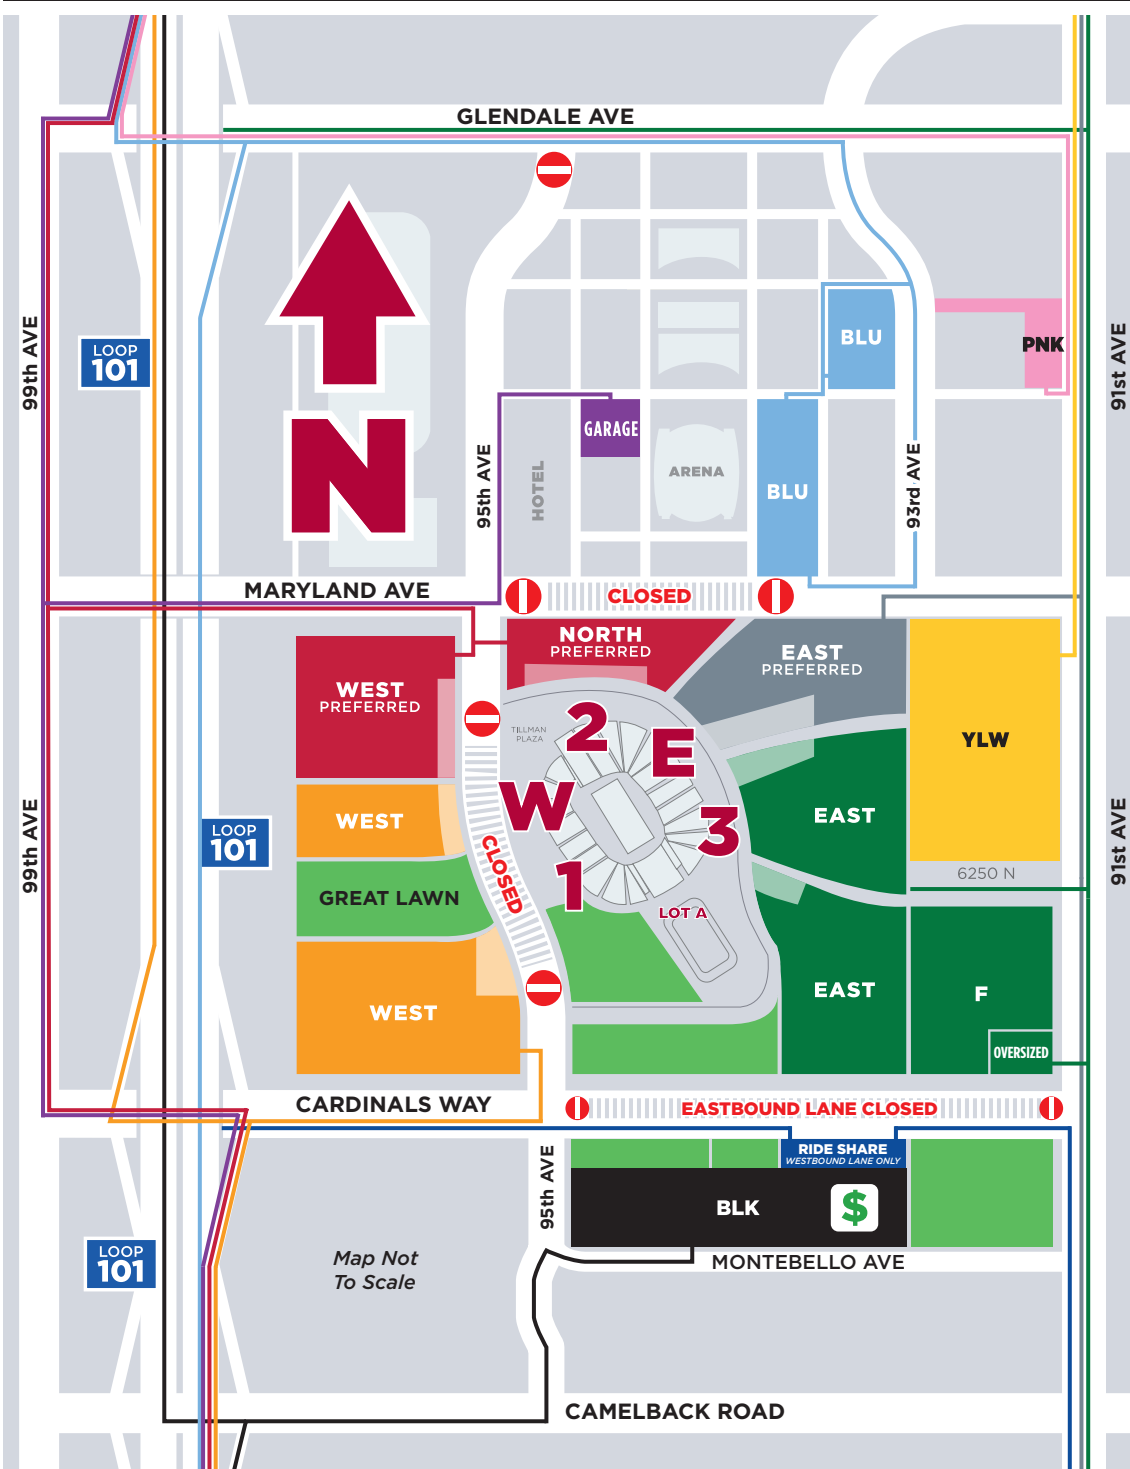 GLENDALE AVE
99th AVE
LOOP
101
N
95th AVE
HOTEL
GARAGE
ARENA
BLU
BLU
93rd AVE
PNK
91st AVE
MARYLAND AVE
CLOSED
NORTH
PREFERRED
EAST
PREFERRED
WEST
PREFERRED
TILLMAN
PLAZA
2
E
W
3
1
YLW
WEST
EAST
99th AVE
LOOP
101
CLOSED
GREAT LAWN
LOT A
6250 N
91st AVE
WEST
EAST
F
OVERSIZED
CARDINALS WAY
EASTBOUND LANE CLOSED
95th AVE
RIDE SHARE
WESTBOUND LANE ONLY
BLK
$
LOOP
101
Map Not
To Scale
MONTEBELLO AVE
CAMELBACK ROAD